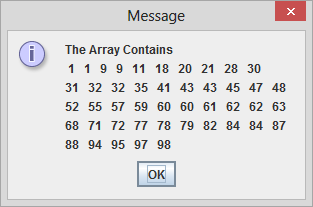 Message
The Array Contains
1 1 9 9 11 18 20 21 28 30
31 32 32 35 41 43 43 45 47 48
52 55 57 59 60 60 61 62 62 63
68 71 72 77 78 79 82 84 84 87
88 94 95 97 98
OK